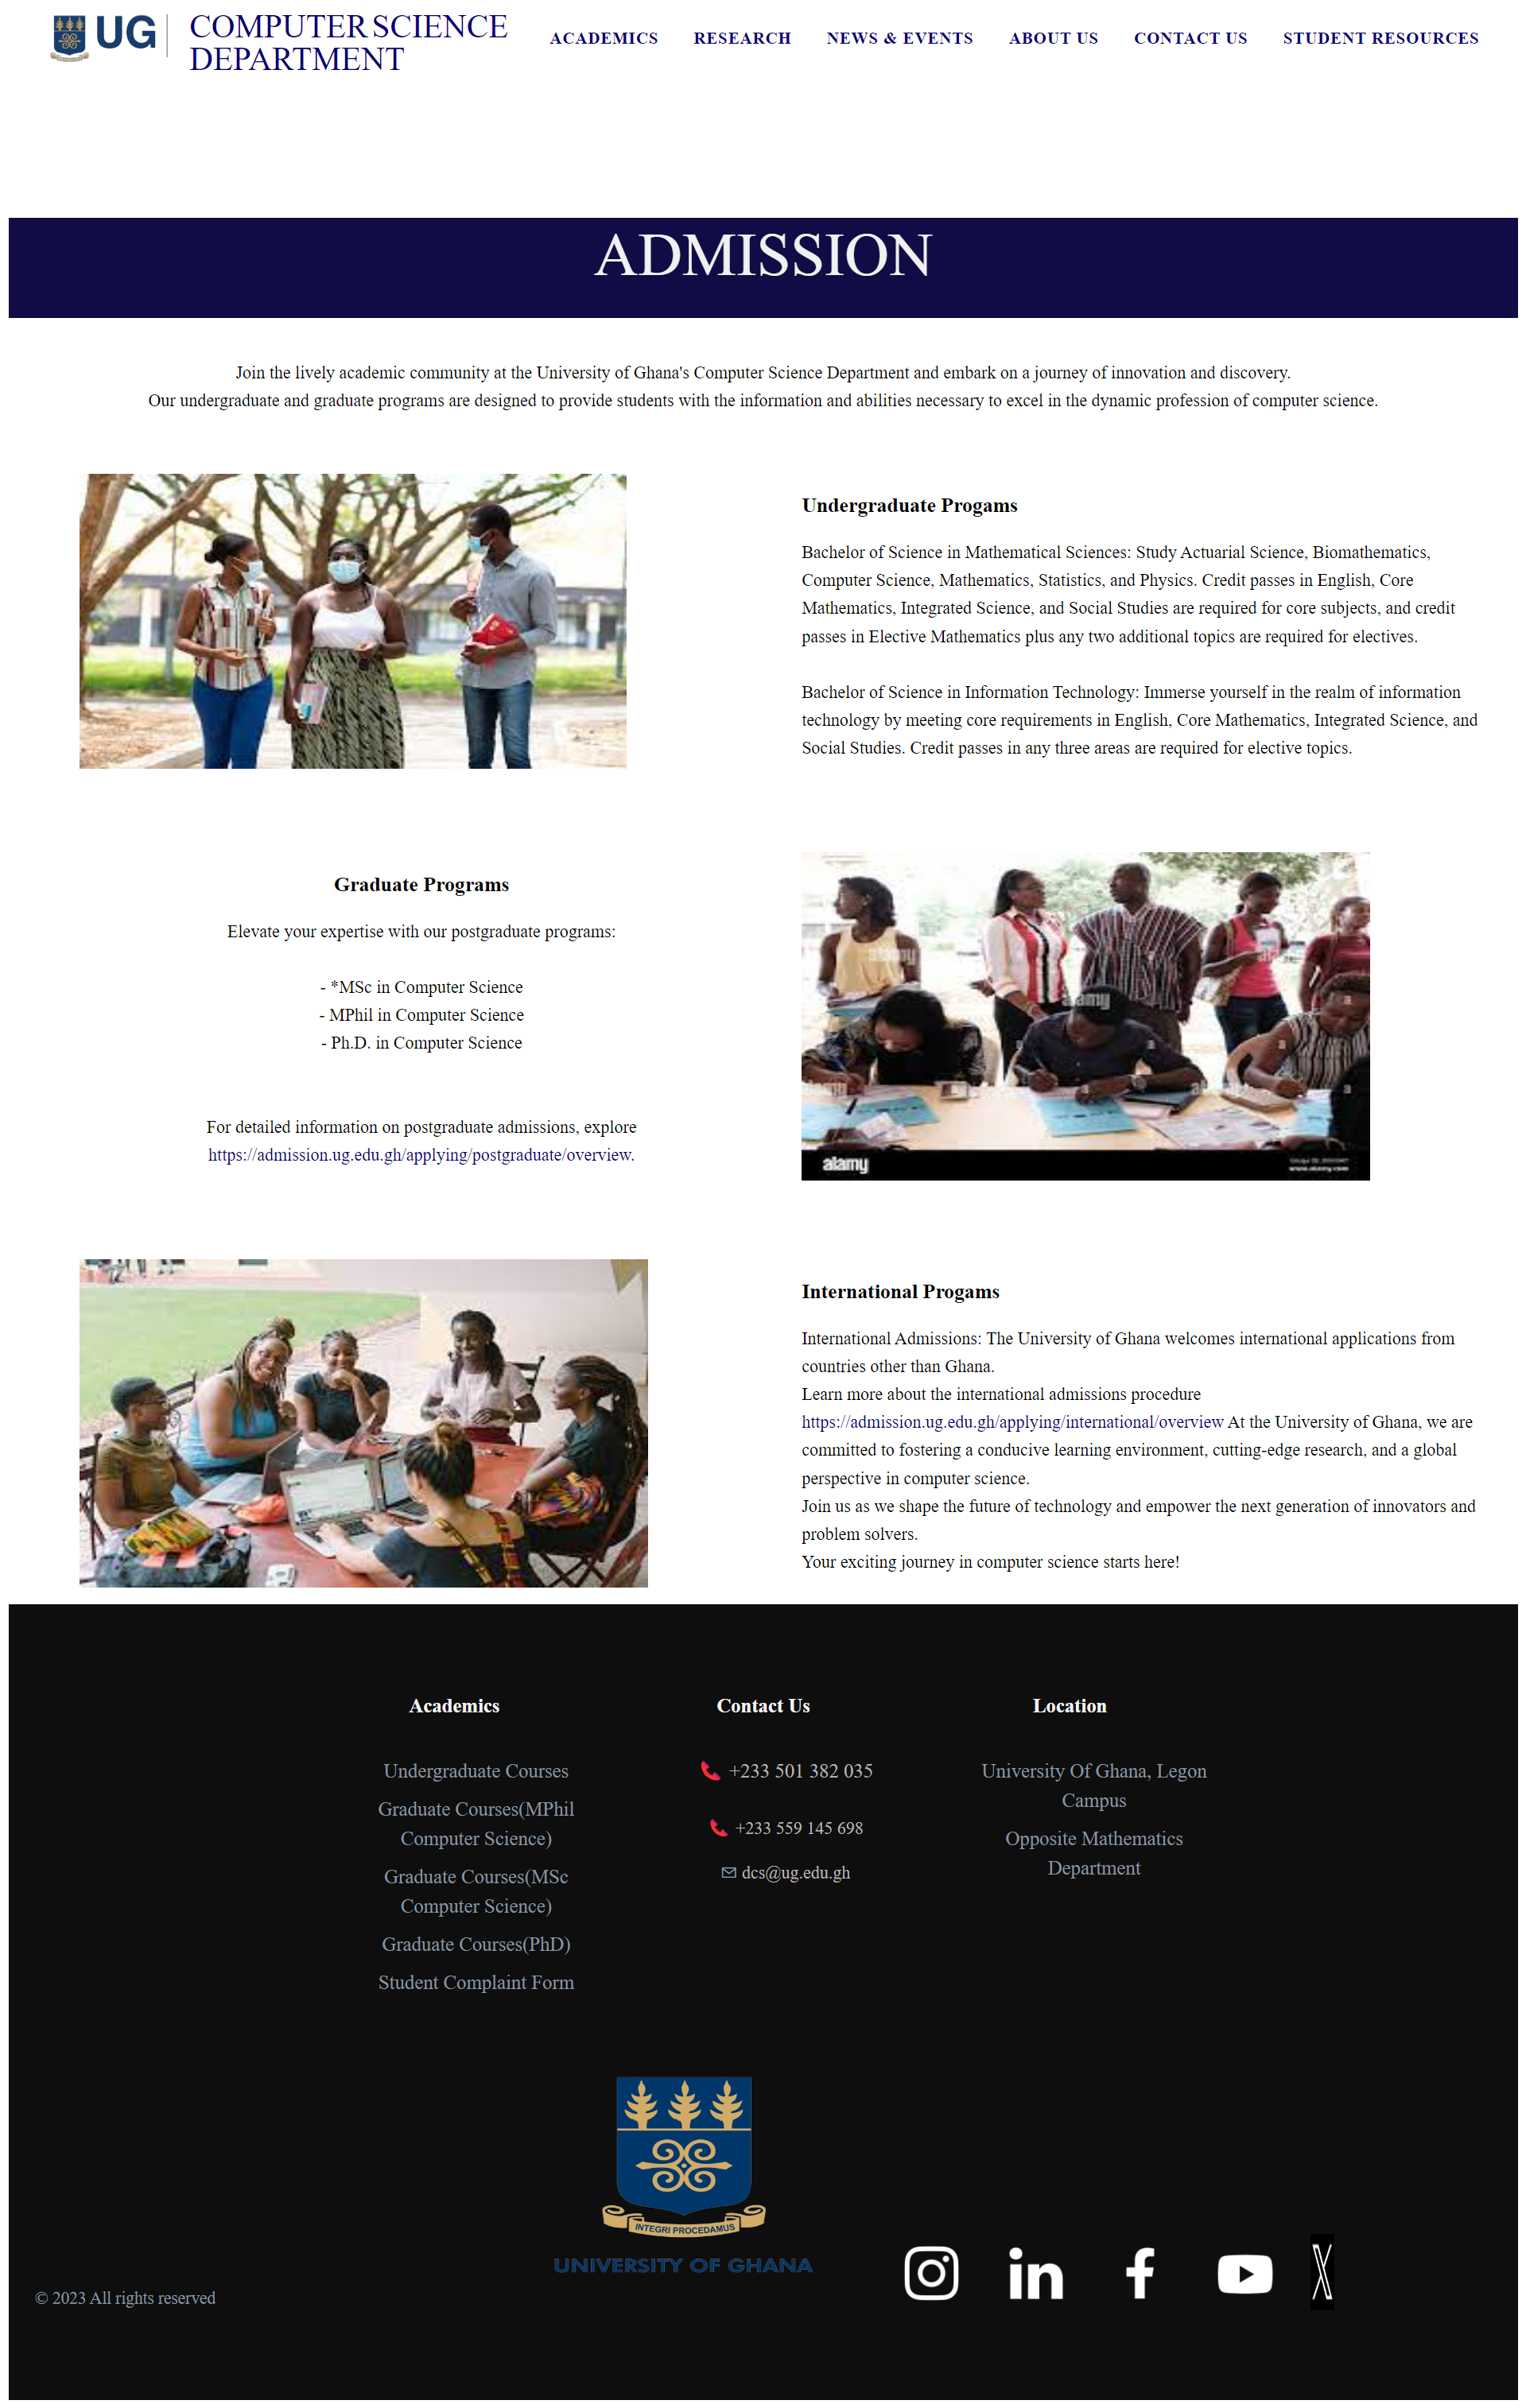 UG
COMPUTER SCIENCE
DEPARTMENT
ACADEMICS
RESEARCH
NEWS & EVENTS
ABOUT US
CONTACT US
STUDENT RESOURCES
ADMISSION
Join the lively academic community at the University of Ghana's Computer Science Department and embark on a journey of innovation and discovery.
Our undergraduate and graduate programs are designed to provide students with the information and abilities necessary to excel in the dynamic profession of computer science.
Undergraduate Progams
Bachelor of Science in Mathematical Sciences: Study Actuarial Science, Biomathematics,
Computer Science, Mathematics, Statistics, and Physics. Credit passes in English, Core
Mathematics, Integrated Science, and Social Studies are required for core subjects, and credit
passes in Elective Mathematics plus any two additional topics are required for electives.
Bachelor of Science in Information Technology: Immerse yourself in the realm of information
technology by meeting core requirements in English, Core Mathematics, Integrated Science, and
Social Studies. Credit passes in any three areas are required for elective topics.
Graduate Programs
Elevate your expertise with our postgraduate programs:
- *MSc in Computer Science
- MPhil in Computer Science
- Ph.D. in Computer Science
For detailed information on postgraduate admissions, explore
https://admission.ug.edu.gh/applying/postgraduate/overview.
alamy
alamy
alamy
alamy
a
a
a
a
a
alamy
www.alamy.com
International Progams
International Admissions: The University of Ghana welcomes international applications from
countries other than Ghana.
Learn more about the international admissions procedure
https://admission.ug.edu.gh/applying/international/overview At the University of Ghana, we are
committed to fostering a conducive learning environment, cutting-edge research, and a global
perspective in computer science.
Join us as we shape the future of technology and empower the next generation of innovators and
problem solvers.
Your exciting journey in computer science starts here!
Academics
Undergraduate Courses
Graduate Courses(MPhil
Computer Science)
Graduate Courses(MSc
Computer Science)
Graduate Courses(PhD)
Student Complaint Form
Contact Us
+233 501 382 035
+233 559 145 698
dcs@ug.edu.gh
Location
University Of Ghana, Legon
Campus
Opposite Mathematics
Department
INTEGRI PROCEDAMUS
UNIVERSITY OF GHANA
© 2023 All rights reserved